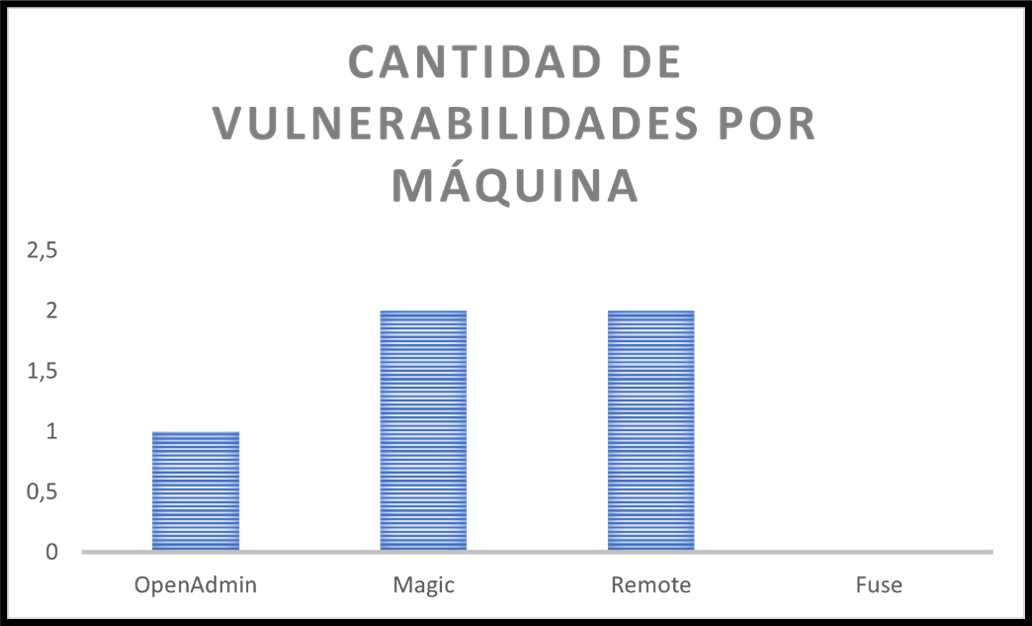 CANTIDAD DE
VULNERABILIDADES POR
MÁQUINA
2,5
2
1,5
1
0,5
0
OpenAdmin Magic Remote Fuse